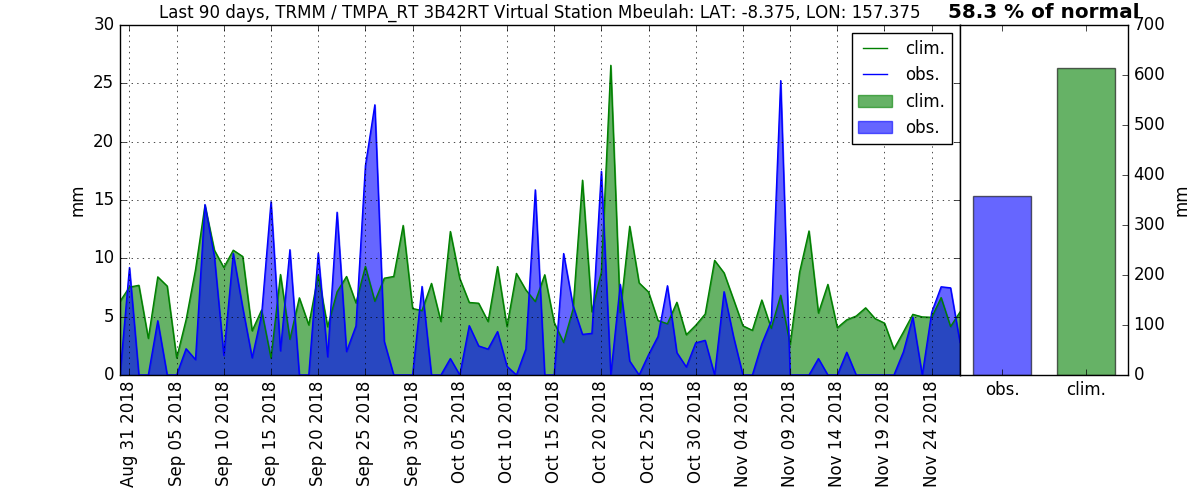 Last 90 days, TRMM / TMPA_RT 3B42RT Virtual Station Mbeulah: LAT: -8.375, LON: 157.375
58.3 % of normal
30
25
20
15
10
5
0
mm
clim.
obs.
clim.
obs.
Aug 31 2018
Sep 05 2018
Sep 10 2018
Sep 15 2018
Sep 20 2018
Sep 25 2018
Sep 30 2018
Oct 05 2018
Oct 10 2018
Oct 15 2018
Oct 20 2018
Oct 25 2018
Oct 30 2018
Nov 04 2018
Nov 09 2018
Nov 14 2018
Nov 19 2018
Nov 24 2018
obs.
clim.
700
600
500
400
300
200
100
0
mm